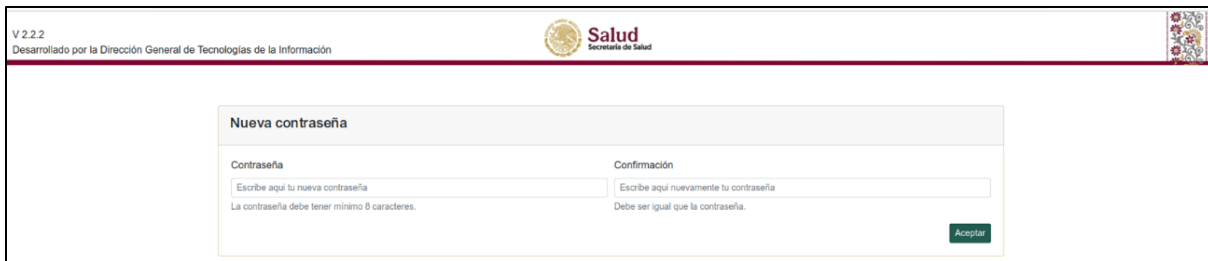 V 2.2.2
Desarrollado por la Dirección General de Tecnologías de la Información
Salud
Secretaría de Salud
Nueva contraseña
Contraseña
Confirmación
Escribe aqui tu nueva contraseña
Escribe aqui nuevamente tu contraseña
La contraseña debe tener mínimo 8 caracteres.
Debe ser igual que la contraseña.
Aceptar